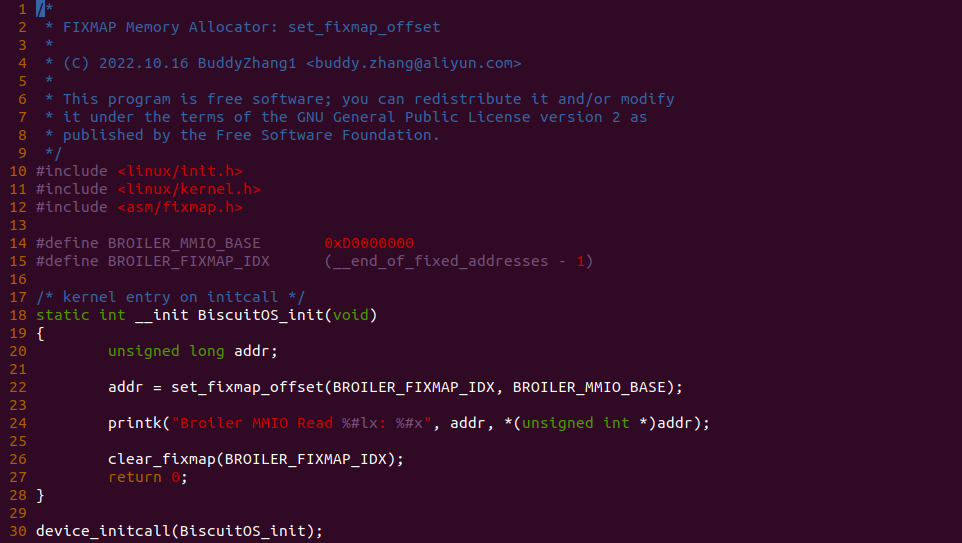 1 /*
2  * FIXMAP Memory Allocator: set_fixmap_offset
3  *
4  * (C) 2022.10.16 BuddyZhang1 <buddy.zhang@aliyun.com>
5  *
6  * This program is free software; you can redistribute it and/or modify
7  * it under the terms of the GNU General Public License version 2 as
8  * published by the Free Software Foundation.
9  */
10 #include <linux/init.h>
11 #include <linux/kernel.h>
12 #include <asm/fixmap.h>
13
14 #define BROILER_MMIO_BASE       0xD0000000
15 #define BROILER_FIXMAP_IDX      (__end_of_fixed_addresses - 1)
16
17 /* kernel entry on initcall */
18 static int __init BiscuitOS_init(void)
19 {
20         unsigned long addr;
21
22         addr = set_fixmap_offset(BROILER_FIXMAP_IDX, BROILER_MMIO_BASE);
23
24         printk("Broiler MMIO Read %#lx: %#x", addr, *(unsigned int *)addr);
25
26         clear_fixmap(BROILER_FIXMAP_IDX);
27         return 0;
28 }
29
30 device_initcall(BiscuitOS_init);